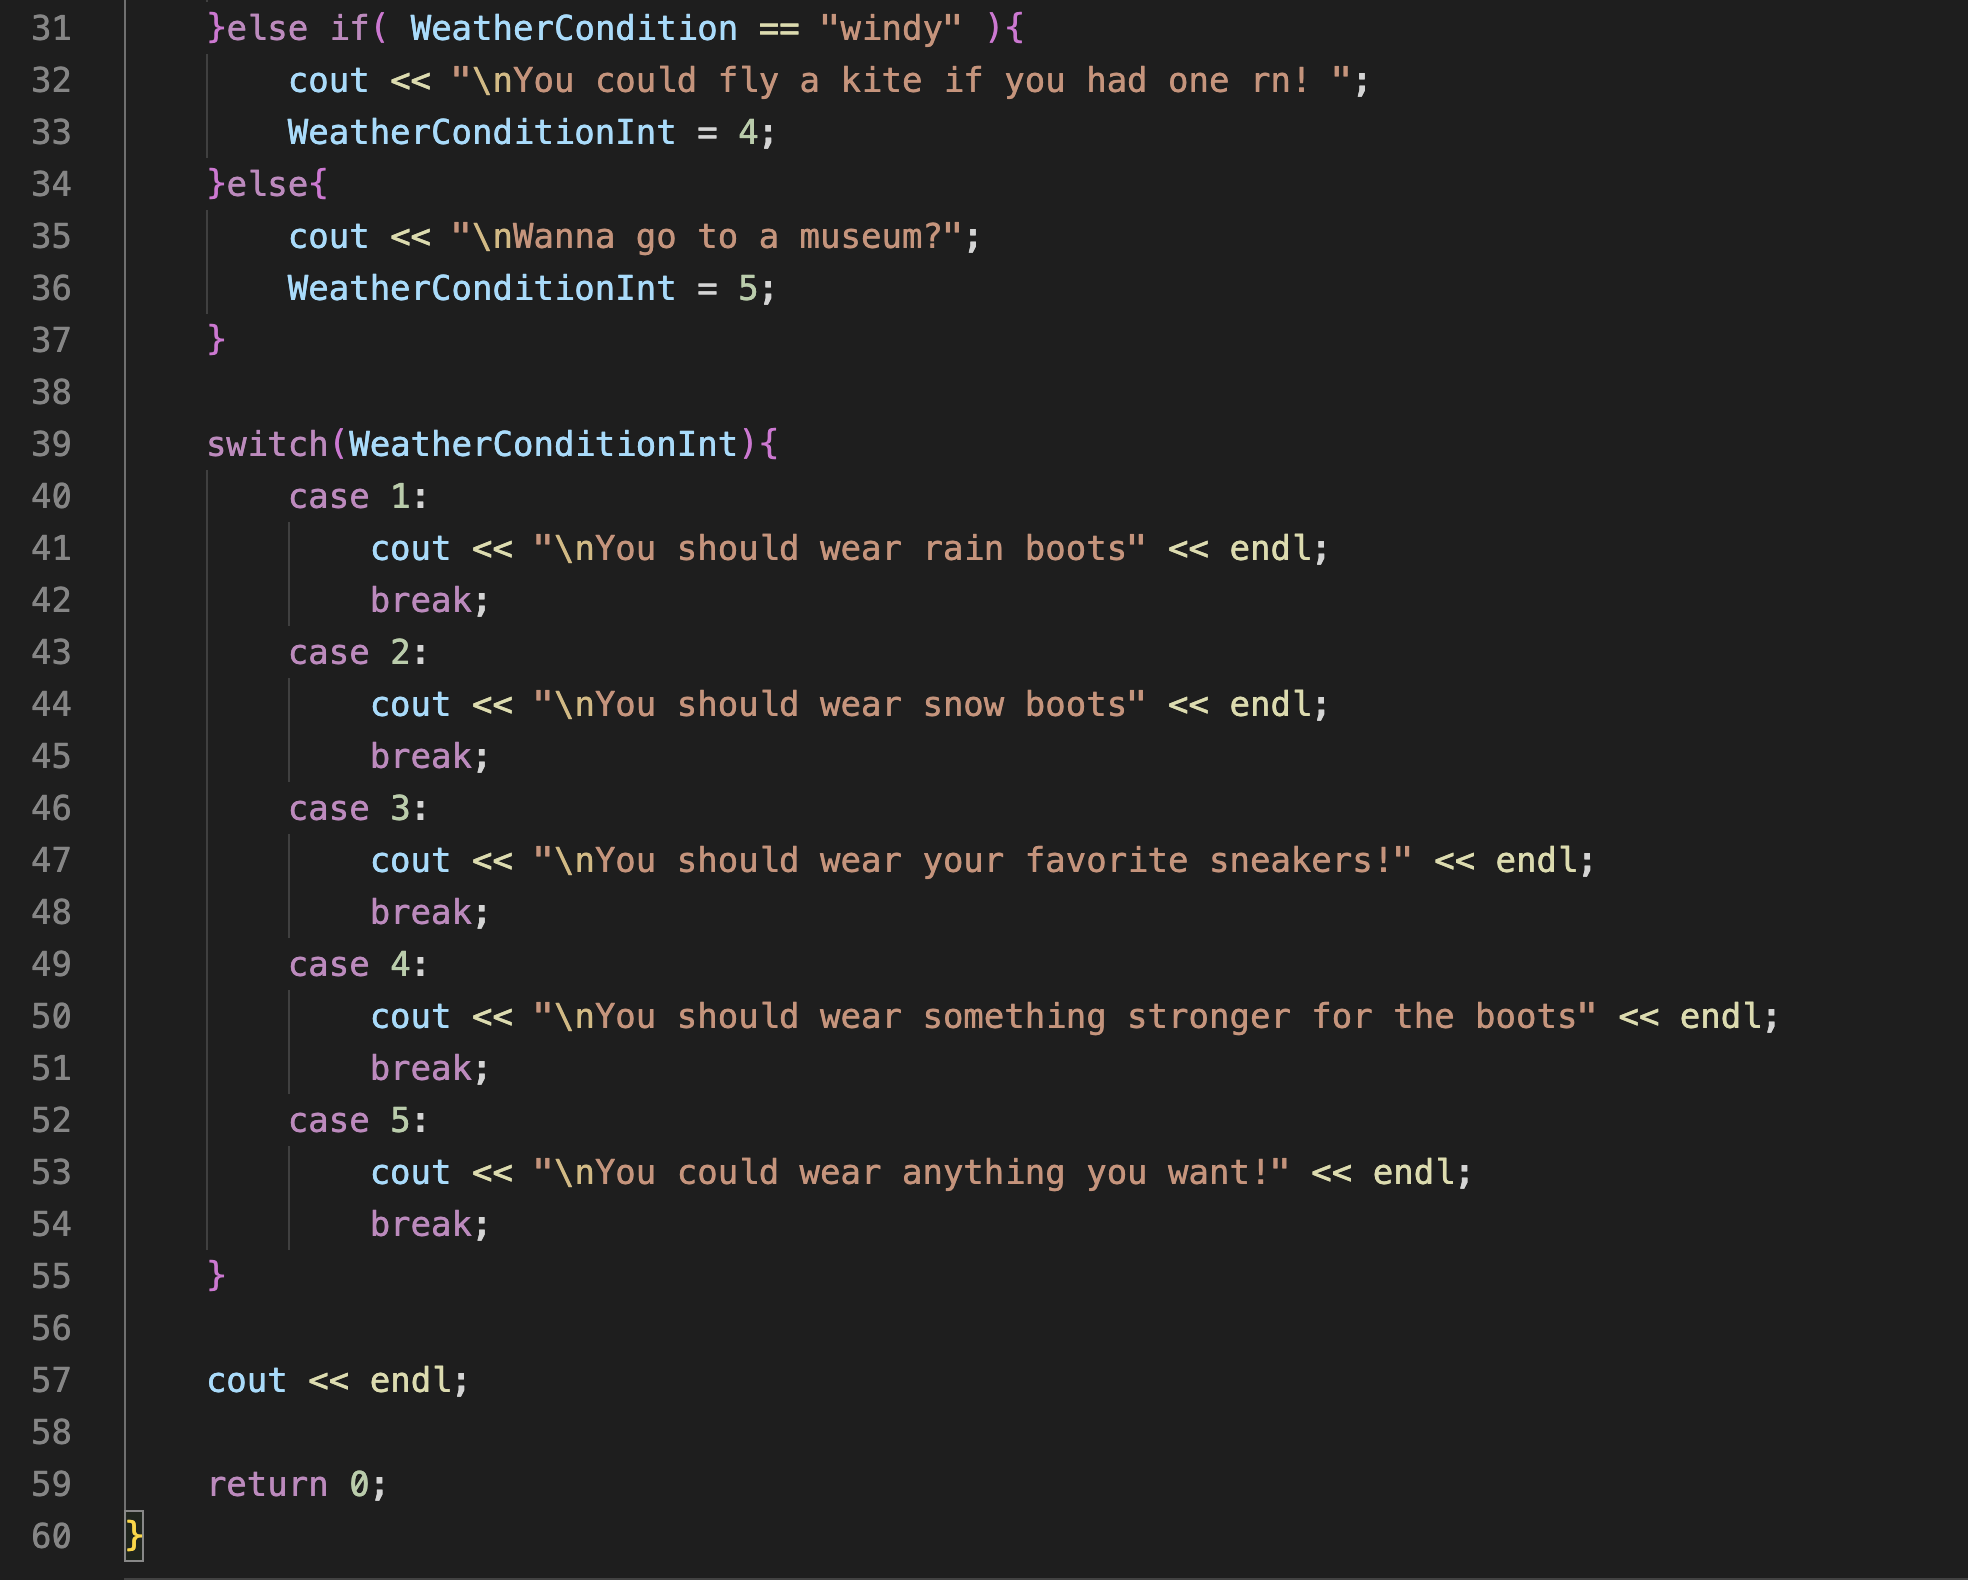 31 }else if( WeatherCondition == "windy" ){
32 cout << "\nYou could fly a kite if you had one rn! ";
33 WeatherConditionInt = 4;
34 }else{
35 cout << "\nWanna go to a museum?";
36 WeatherConditionInt = 5;
37 }
38
39 switch(WeatherConditionInt){
40 case 1:
41 cout << "\nYou should wear rain boots" << endl;
42 break;
43 case 2:
44 cout << "\nYou should wear snow boots" << endl;
45 break;
46 case 3:
47 cout << "\nYou should wear your favorite sneakers!" << endl;
48 break;
49 case 4:
50 cout << "\nYou should wear something stronger for the boots" << endl;
51 break;
52 case 5:
53 cout << "\nYou could wear anything you want!" << endl;
54 break;
55 }
56
57 cout << endl;
58
59 return 0;
60 }